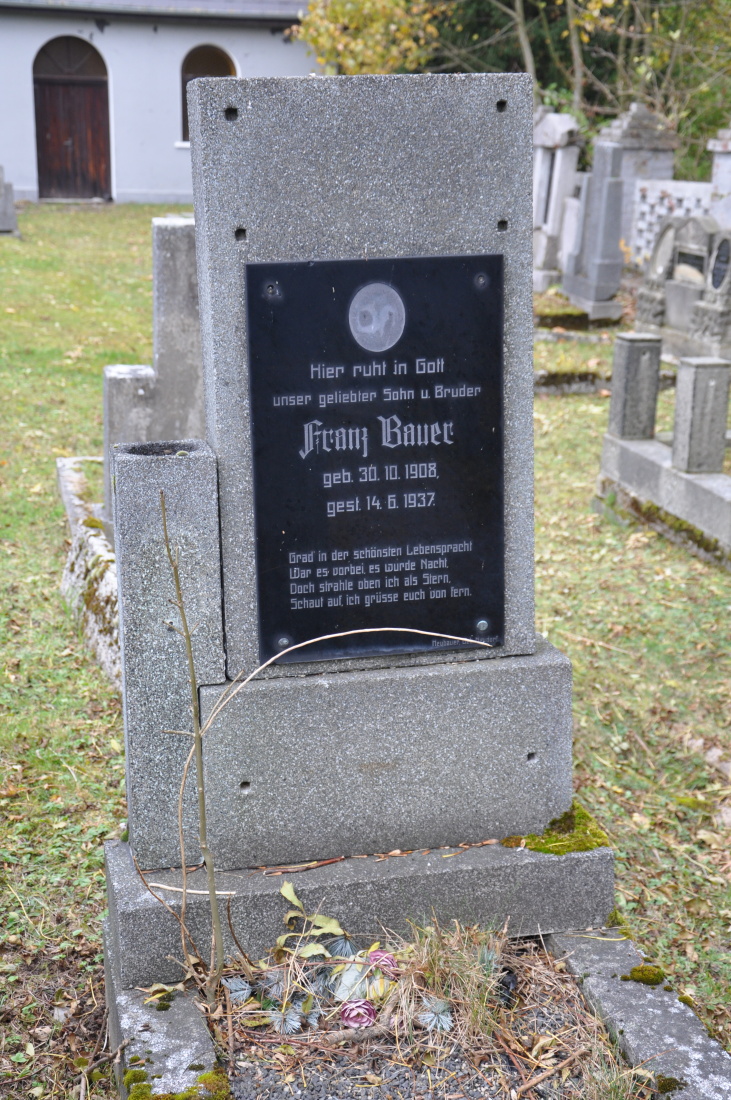 Hier ruht in Gott
unser geliebter Sohn u. Bruder
Franz Bauer
geb. 30. 10. 1908,
gest. 14. 6. 1937.
Grad in der schönsten Lebenspracht
War es vorbei, es wurde Nacht.
Doch strahle oben ich als Stern,
Schaut auf, ich grüsse euch von fern.
Neubauer